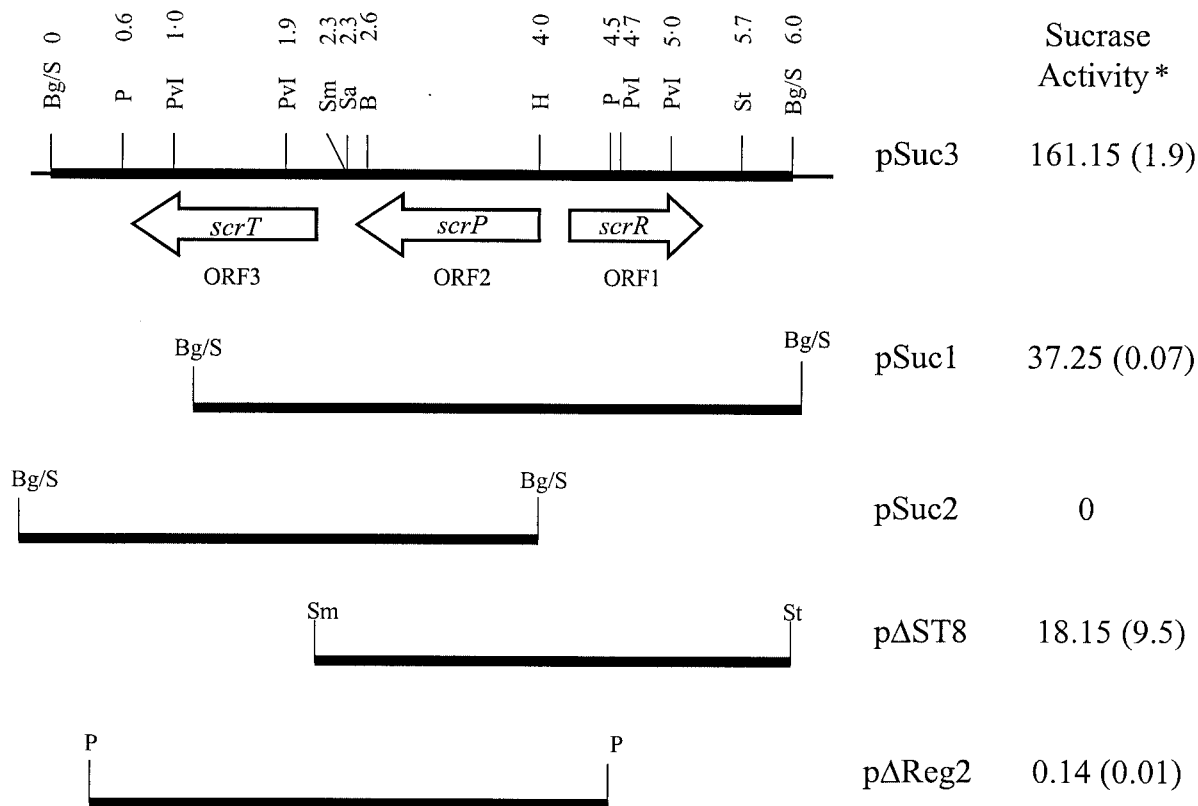 0 0.6 1·0 1.9 2.3 2.3 2.6 4·0 4.5 4·7 5·0 5.7 6.0
Bg/S P PvI PvI Sm Sa B H P PvI PvI St Bg/S
Sucrase
Activity *
pSuc3 161.15 (1.9)
scrT scrP scrR
ORF3 ORF2 ORF1
Bg/S Bg/S
pSuc1 37.25 (0.07)
Bg/S Bg/S
pSuc2 0
Sm St
pΔST8 18.15 (9.5)
P P
pΔReg2 0.14 (0.01)